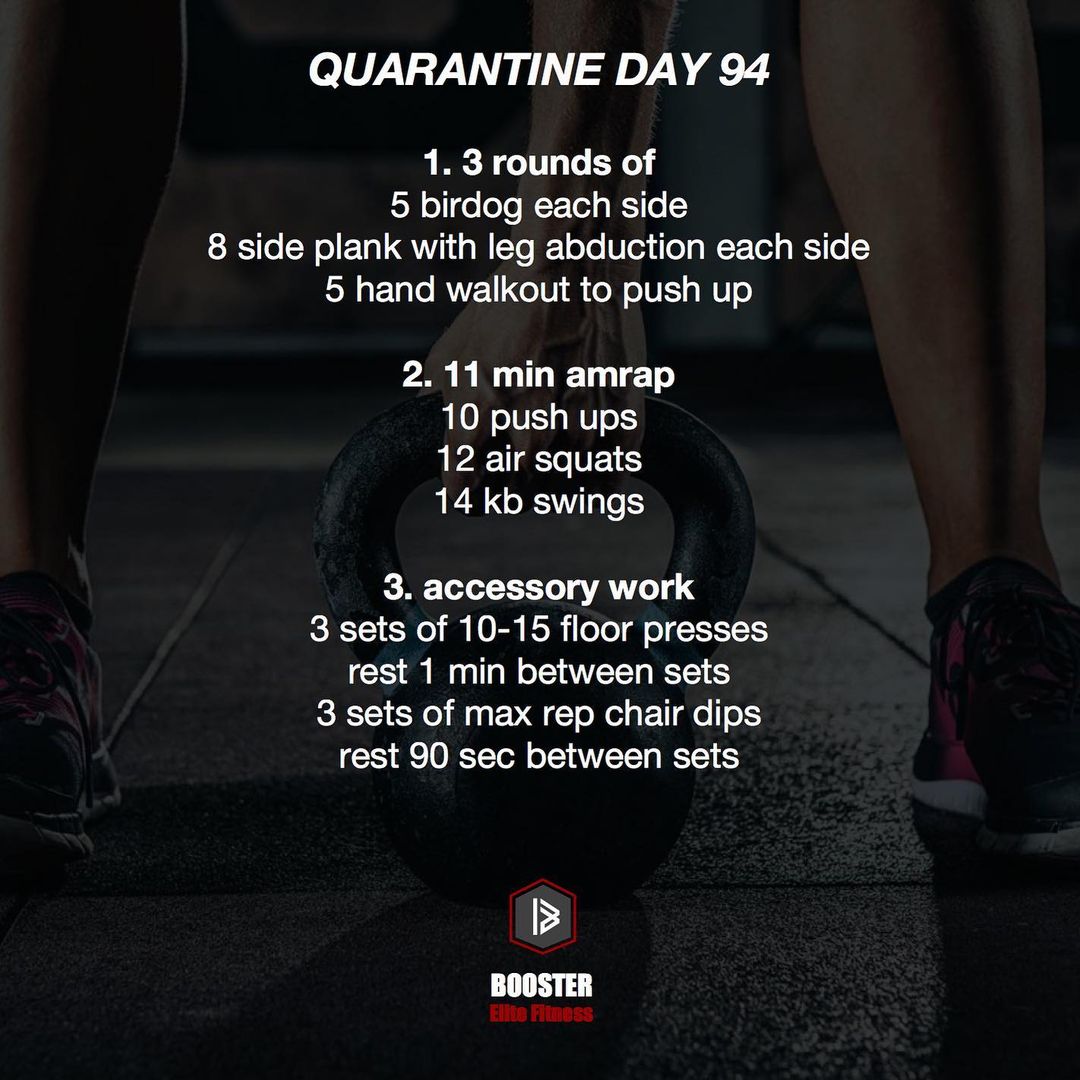 QUARANTINE DAY 94
1. 3 rounds of
5 birdog each side
8 side plank with leg abduction each side
5 hand walkout to push up
2. 11 min amrap
10 push ups
12 air squats
14 kb swings
3. accessory work
3 sets of 10-15 floor presses
rest 1 min between sets
3 sets of max rep chair dips
rest 90 sec between sets
BOOSTER
Elite Fitness